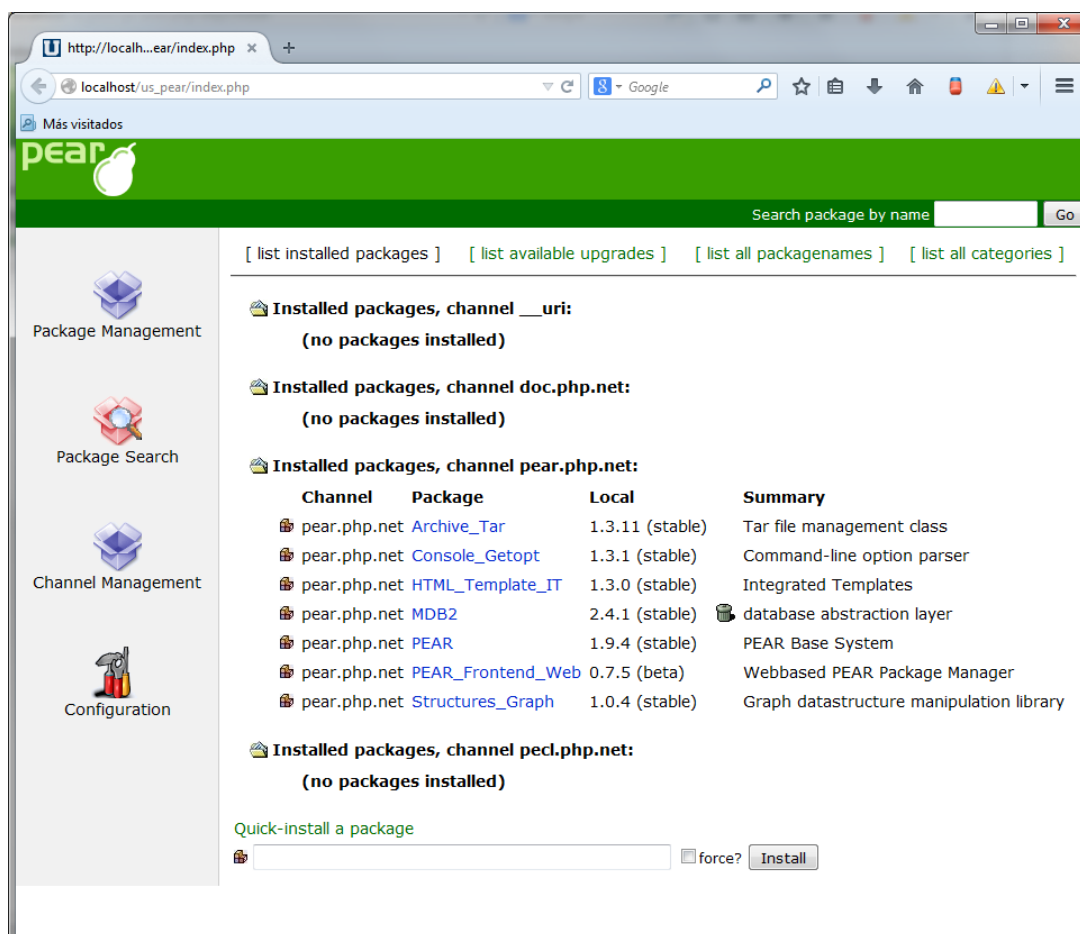 http://localh...ear/index.php
localhost/us_pear/index.php
8 Google
Más visitados
pear
Search package by name Go
[ list installed packages ] [ list available upgrades ] [ list all packagenames ] [ list all categories ]
Package Management
Package Search
Channel Management
Configuration
Installed packages, channel __uri:
(no packages installed)
Installed packages, channel doc.php.net:
(no packages installed)
Installed packages, channel pear.php.net:
Channel Package Local Summary
pear.php.net Archive_Tar 1.3.11 (stable) Tar file management class
pear.php.net Console_Getopt 1.3.1 (stable) Command-line option parser
pear.php.net HTML_Template_IT 1.3.0 (stable) Integrated Templates
pear.php.net MDB2 2.4.1 (stable) database abstraction layer
pear.php.net PEAR 1.9.4 (stable) PEAR Base System
pear.php.net PEAR_Frontend_Web 0.7.5 (beta) Webbased PEAR Package Manager
pear.php.net Structures_Graph 1.0.4 (stable) Graph datastructure manipulation library
Installed packages, channel pecl.php.net:
(no packages installed)
Quick-install a package
force? Install